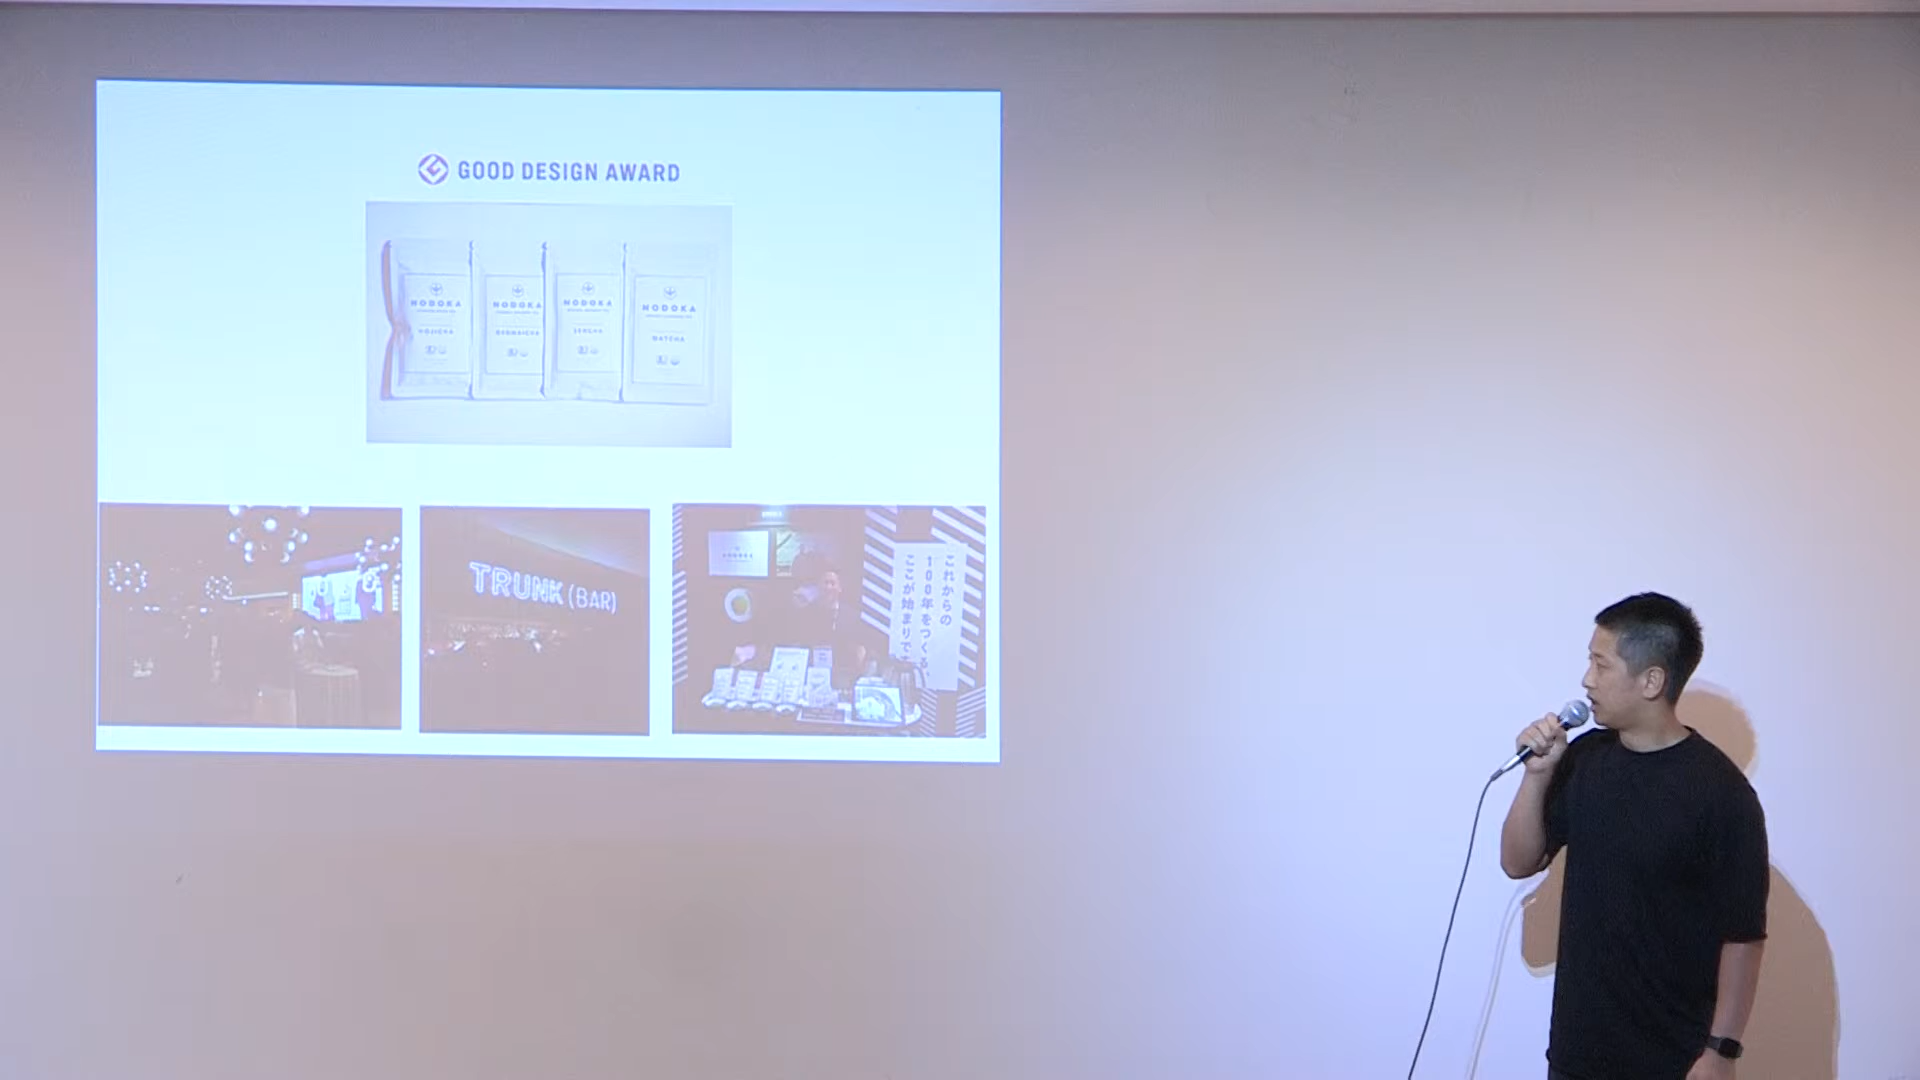 GOOD DESIGN AWARD
NODOKA
HOJICHA
NODOKA
GENMAICHA
NODOKA
SENCHA
NODOKA
MATCHA
TRUNK (BAR)
NODOKA
これからの
100年をつくる、
ここが始まりで